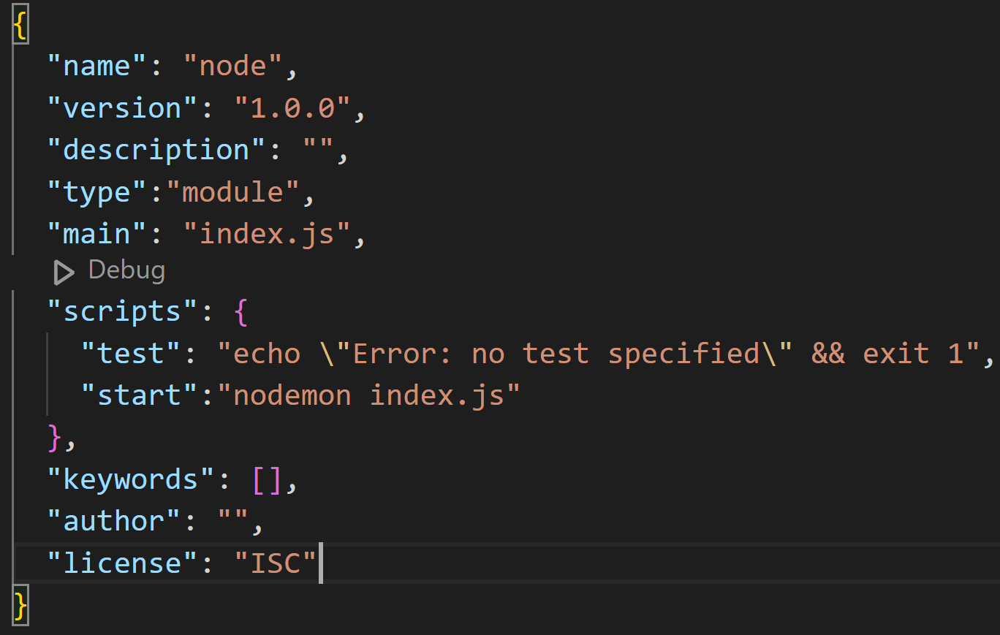 {
"name": "node",
"version": "1.0.0",
"description": "",
"type":"module",
"main": "index.js",
Debug
"scripts": {
"test": "echo \"Error: no test specified\" && exit 1",
"start":"nodemon index.js"
},
"keywords": [],
"author": "",
"license": "ISC"
}